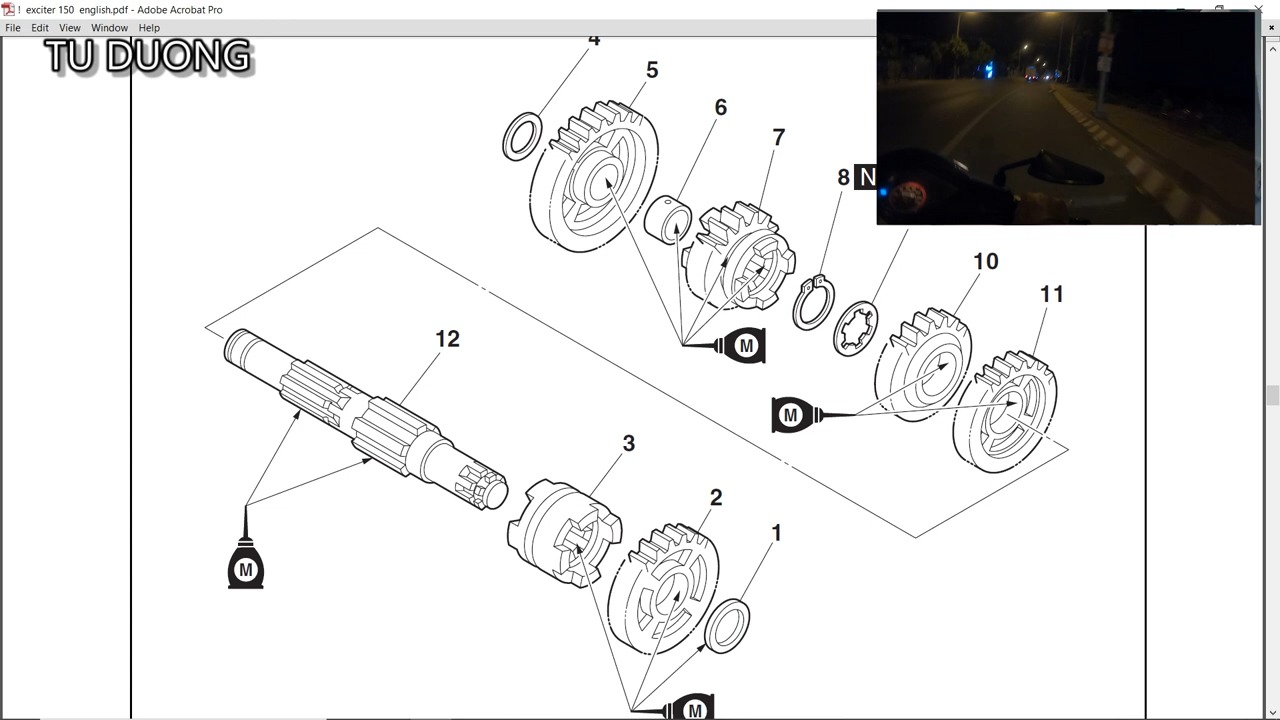 ! exciter 150 english.pdf - Adobe Acrobat Pro
File Edit View Window Help
TU DUONG
4
5
6
7
8 N
10
11
12
3
2
1
M
M
M
M